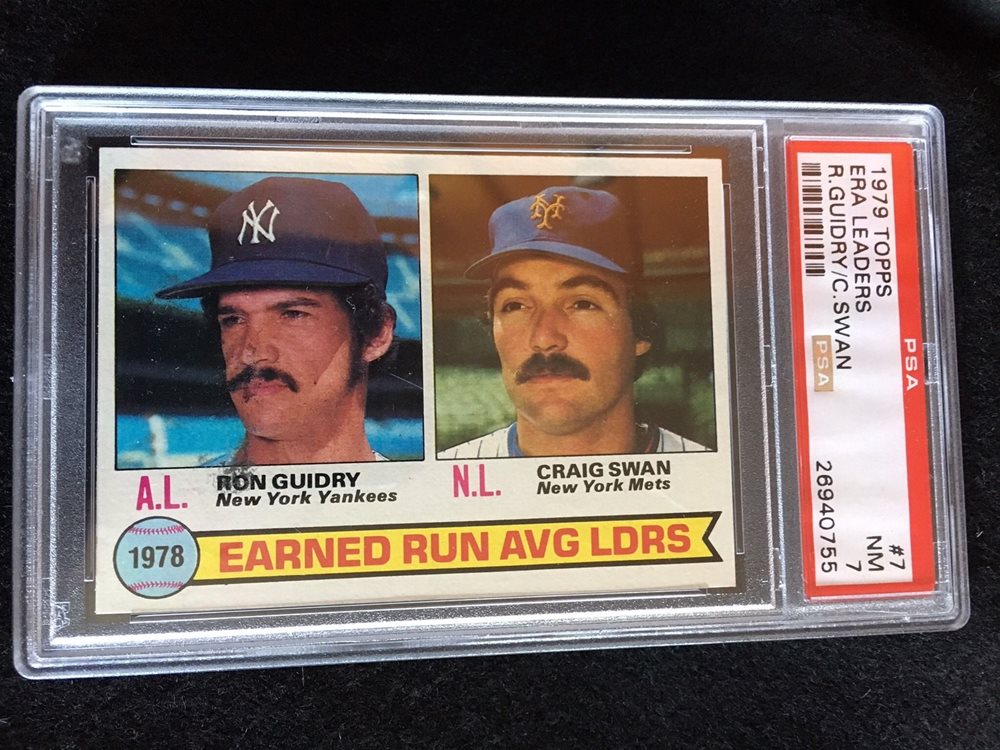 NY
NY
A.L.
RON GUIDRY
New York Yankees
N.L.
CRAIG SWAN
New York Mets
1978
EARNED RUN AVG LDRS
1979 TOPPS
ERA LEADERS
R.GUIDRY/C.SWAN
PSA
PSA
#7
NM 7
26940755